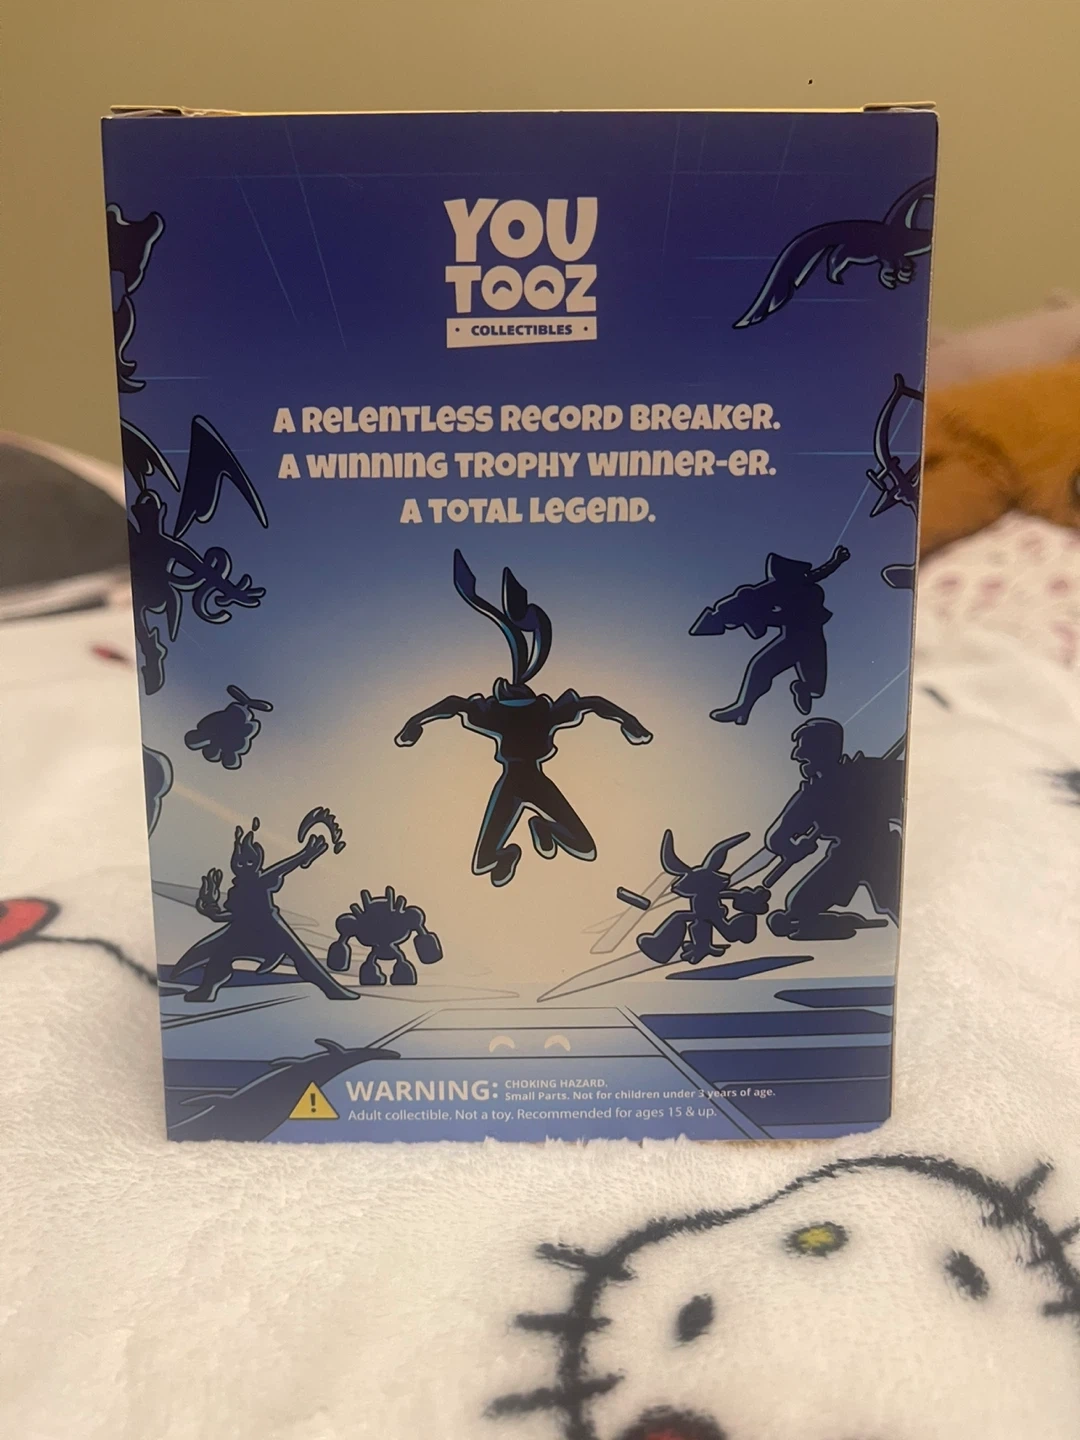 YOU
TOOZ
· COLLECTIBLES ·
A RELENTLESS RECORD BREAKER.
A WINNING TROPHY WINNER-ER.
A TOTAL LEGEND.
WARNING: CHOKING HAZARD.
Small Parts. Not for children under 3 years of age.
Adult collectible. Not a toy. Recommended for ages 15 & up.